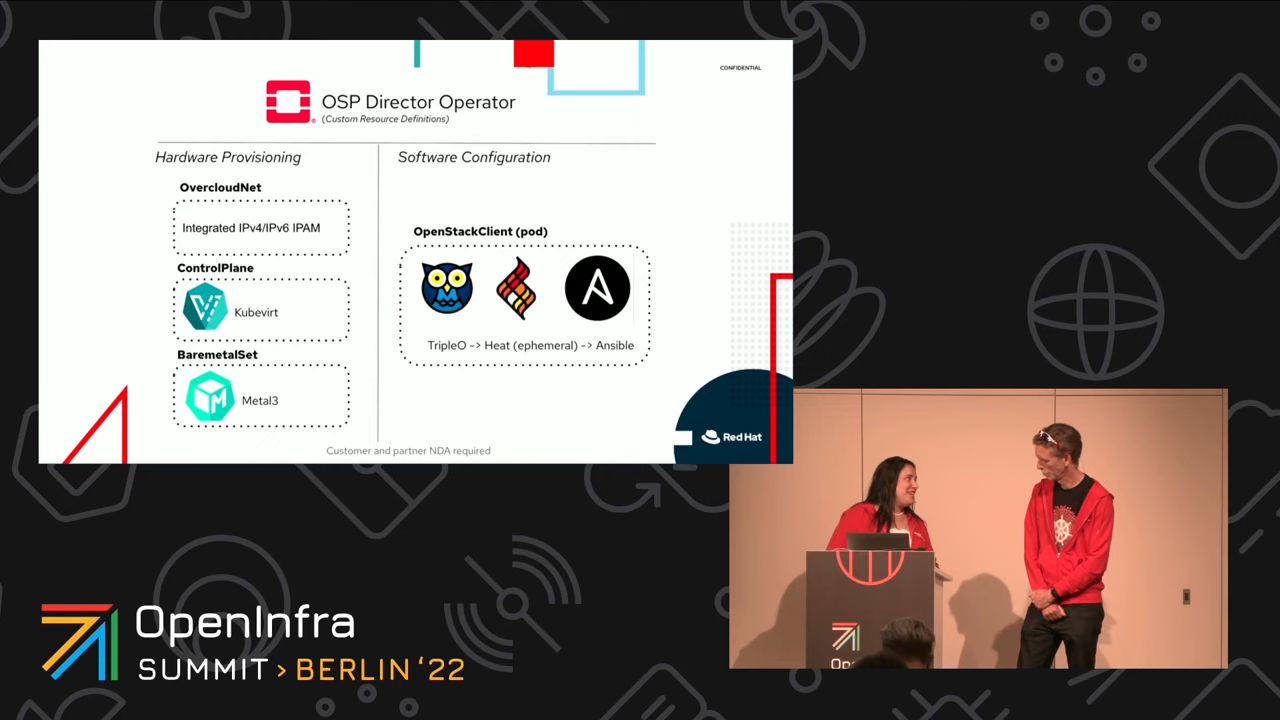 CONFIDENTIAL
OSP Director Operator
(Custom Resource Definitions)
Hardware Provisioning
OvercloudNet
Integrated IPv4/IPv6 IPAM
ControlPlane
Kubevirt
BaremetalSet
Metal3
Software Configuration
OpenStackClient (pod)
TripleO -> Heat (ephemeral) -> Ansible
Customer and partner NDA required
Red Hat
OpenInfra
SUMMIT > BERLIN '22